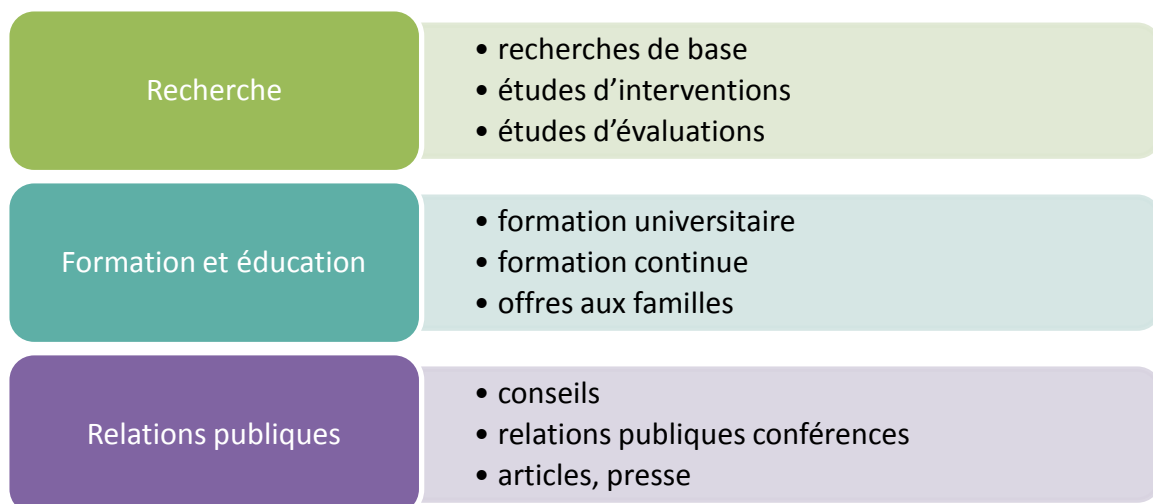 Recherche
• recherches de base
• études d’interventions
• études d’évaluations
Formation et éducation
• formation universitaire
• formation continue
• offres aux familles
Relations publiques
• conseils
• relations publiques conférences
• articles, presse